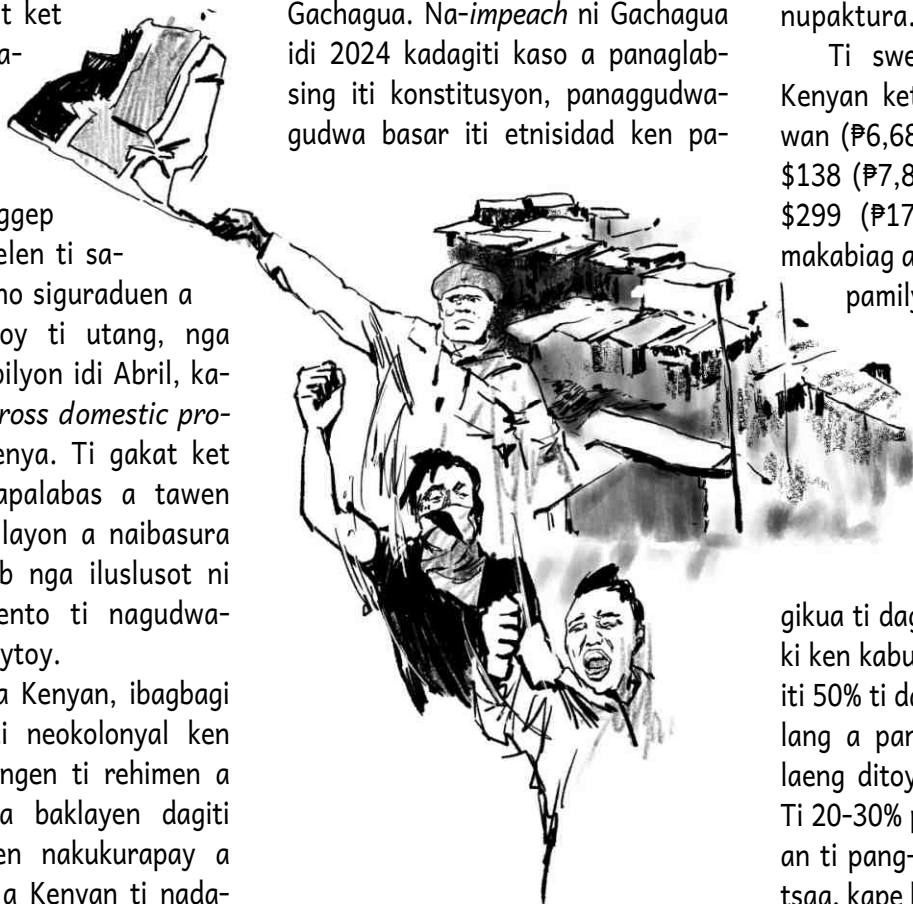 t ket
a-
ggep
elen ti sa-
no siguraduen a
oy ti utang, nga
bilyon idi Abril, ka-
ross domestic pro-
enya. Ti gakat ket
apalabas a tawen
layon a naibasura
b nga iluslusot ni
ento ti nagudwa-
ytoy.
a Kenyan, ibagbagi
ti neokolonyal ken
ngen ti rehimen a
a baklayen dagiti
en nakukurapay a
a Kenyan ti nada-
Gachagua. Na-impeach ni Gachagua
idi 2024 kadagiti kaso a panaglab-
sing iti konstitusyon, panaggudwa-
gudwa basar iti etnisidad ken pa-
nupaktura.
Ti swe
Kenyan ket
wan (₱6,68
$138 (₱7,8
$299 (₱17
makabiag a
pamily
gikua ti dag
ki ken kabu
iti 50% ti da
lang a par
laeng ditoy
Ti 20-30% p
an ti pang-
tsaa, kape